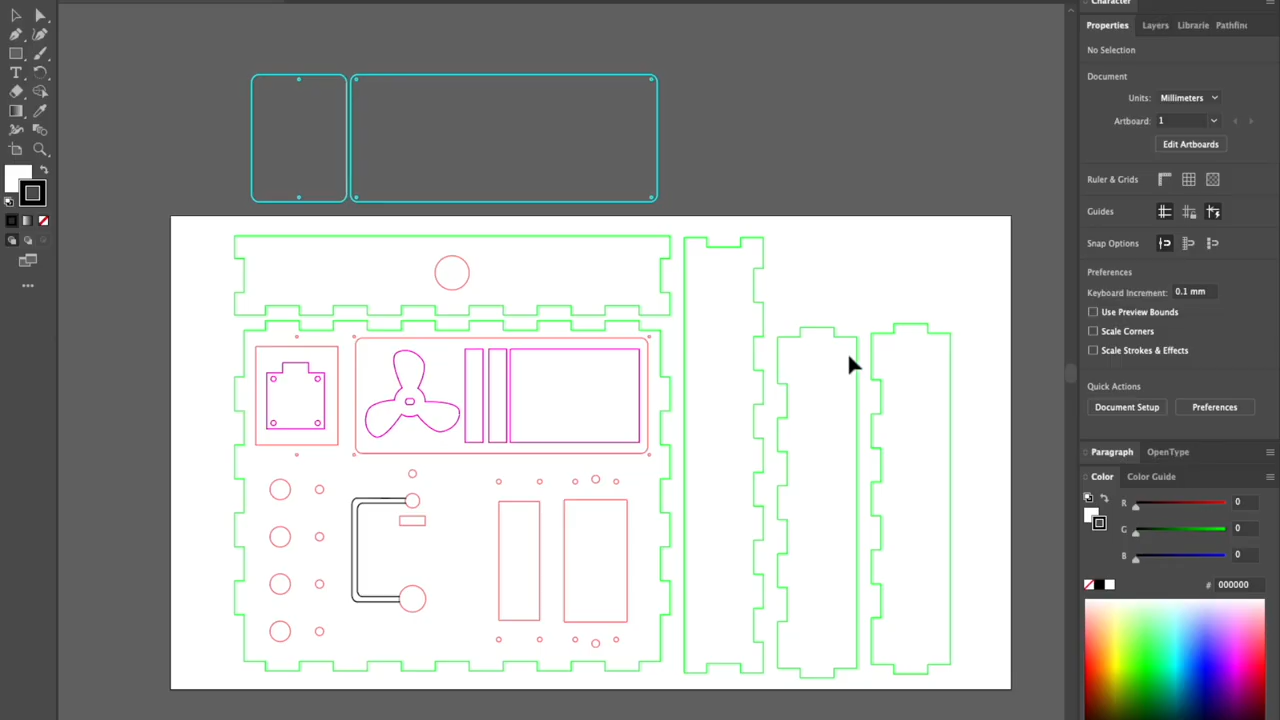 Character
Properties Layers Librarie Pathfinc
No Selection
Document
Units: Millimeters
Artboard: 1
Edit Artboards
Ruler & Grids
Guides
Snap Options
Preferences
Keyboard Increment: 0.1 mm
Use Preview Bounds
Scale Corners
Scale Strokes & Effects
Quick Actions
Document Setup Preferences
Paragraph OpenType
Color Color Guide
R 0
G 0
B 0
# 000000